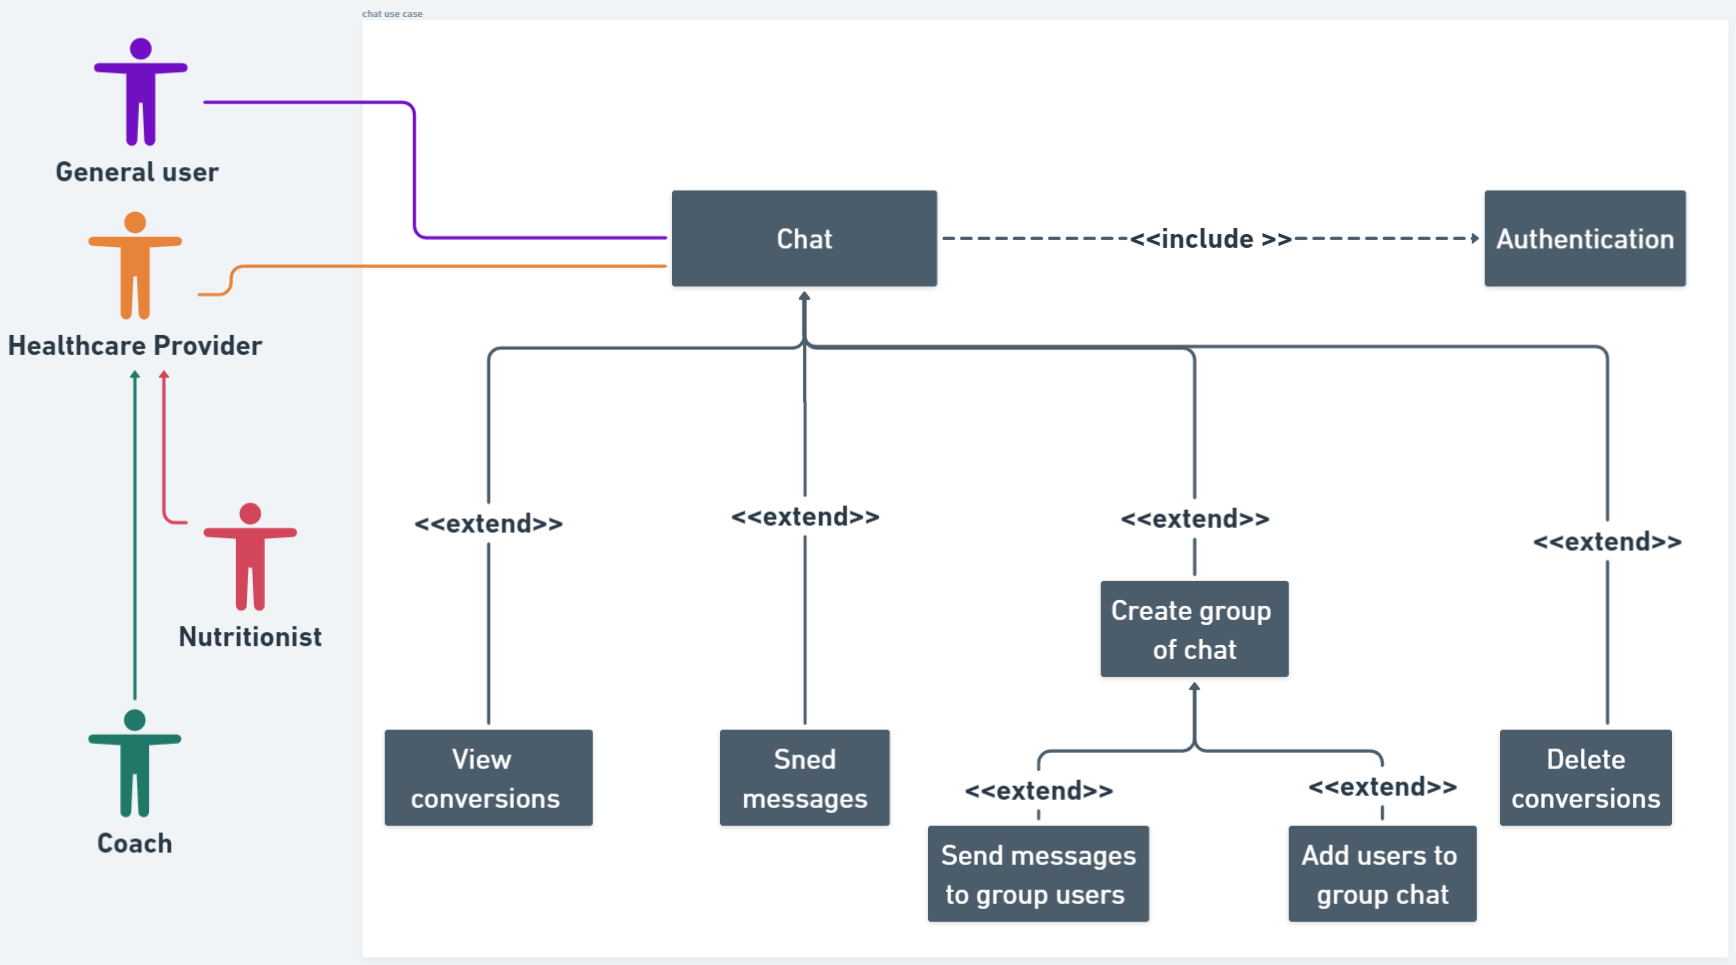 chat use case
General user
Healthcare Provider
Nutritionist
Coach
Chat
<<include >>
Authentication
<<extend>>
<<extend>>
<<extend>>
<<extend>>
Create group
of chat
View
conversions
Sned
messages
Delete
conversions
<<extend>>
<<extend>>
Send messages
to group users
Add users to
group chat